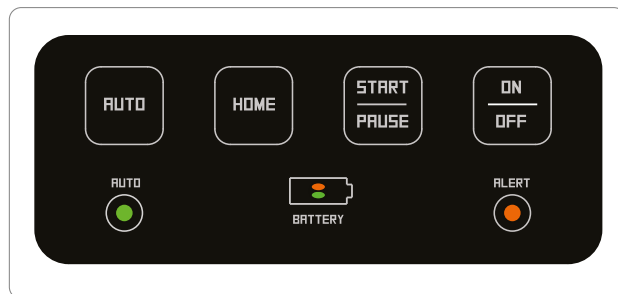 AUTO
HOME
START
PAUSE
ON
OFF
AUTO
BATTERY
ALERT